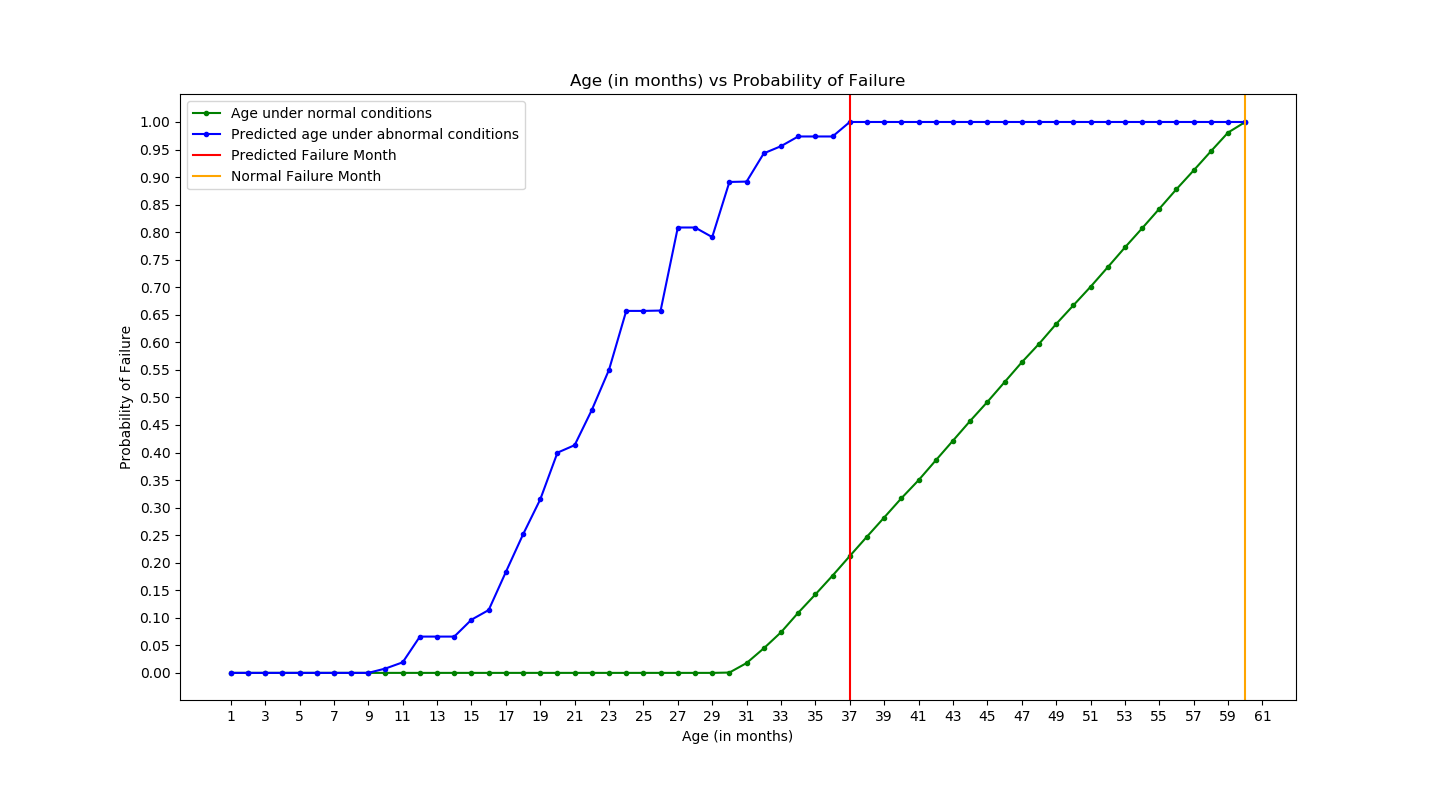 Age (in months) vs Probability of Failure
Age under normal conditions
Predicted age under abnormal conditions
Predicted Failure Month
Normal Failure Month
1.00
0.95
0.90
0.85
0.80
0.75
0.70
0.65
0.60
0.55
0.50
0.45
0.40
0.35
0.30
0.25
0.20
0.15
0.10
0.05
0.00
Probability of Failure
1 3 5 7 9 11 13 15 17 19 21 23 25 27 29 31 33 35 37 39 41 43 45 47 49 51 53 55 57 59 61
Age (in months)